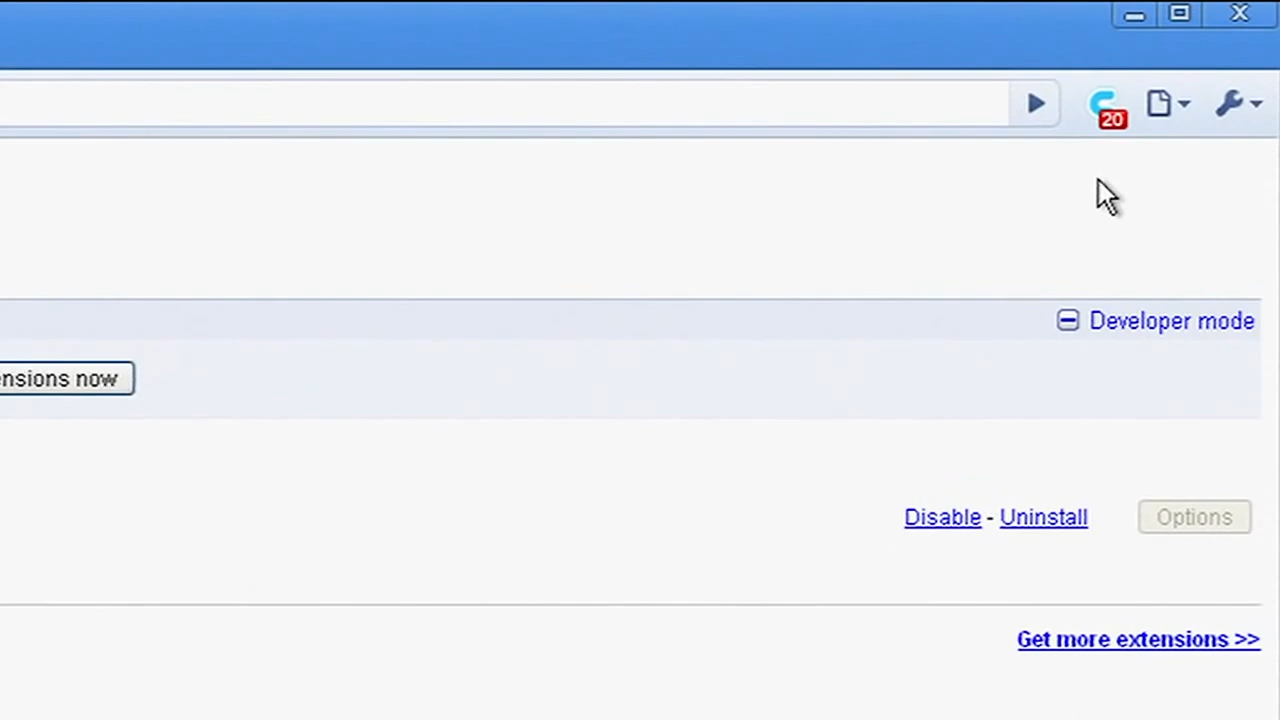 20
Developer mode
ensions now
Disable - Uninstall
Options
Get more extensions >>